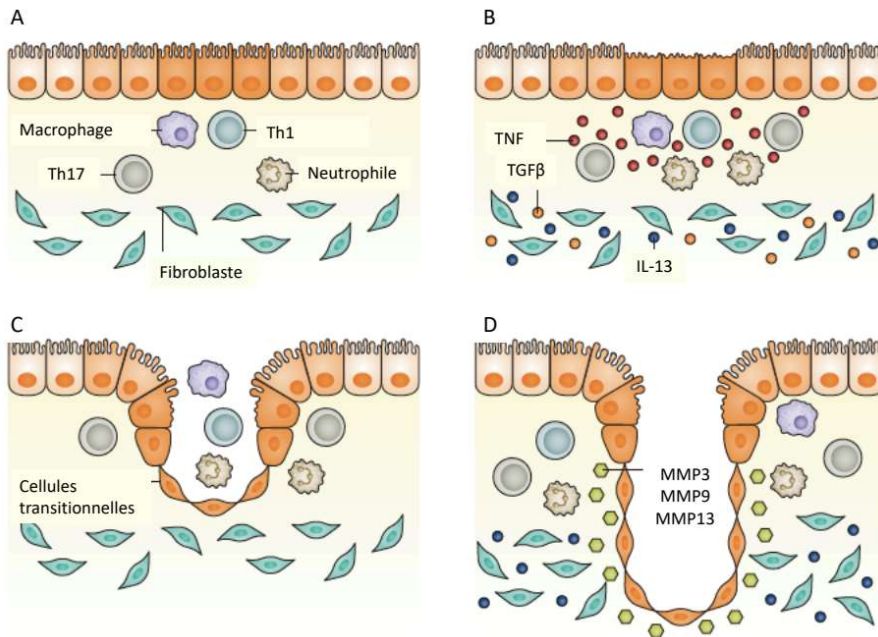 A
Macrophage
Th1
Th17
Neutrophile
Fibroblaste
B
TNF
TGFβ
IL-13
C
Cellules
transitionnelles
D
MMP3
MMP9
MMP13